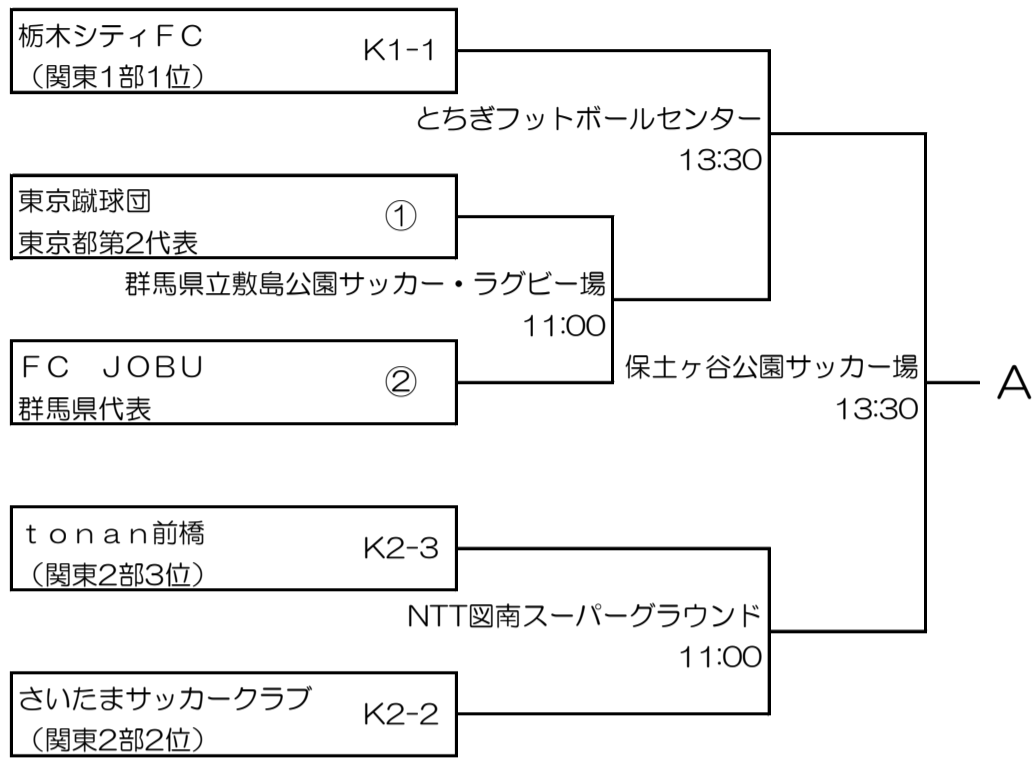 栃木シティＦＣ
（関東1部1位）
K1-1
とちぎフットボールセンター
13:30
東京蹴球団
東京都第2代表
①
群馬県立敷島公園サッカー・ラグビー場
11:00
ＦＣ　ＪＯＢＵ
群馬県代表
②
保土ヶ谷公園サッカー場
13:30
A
ｔｏｎａｎ前橋
（関東2部3位）
K2-3
NTT図南スーパーグラウンド
11:00
さいたまサッカークラブ
（関東2部2位）
K2-2